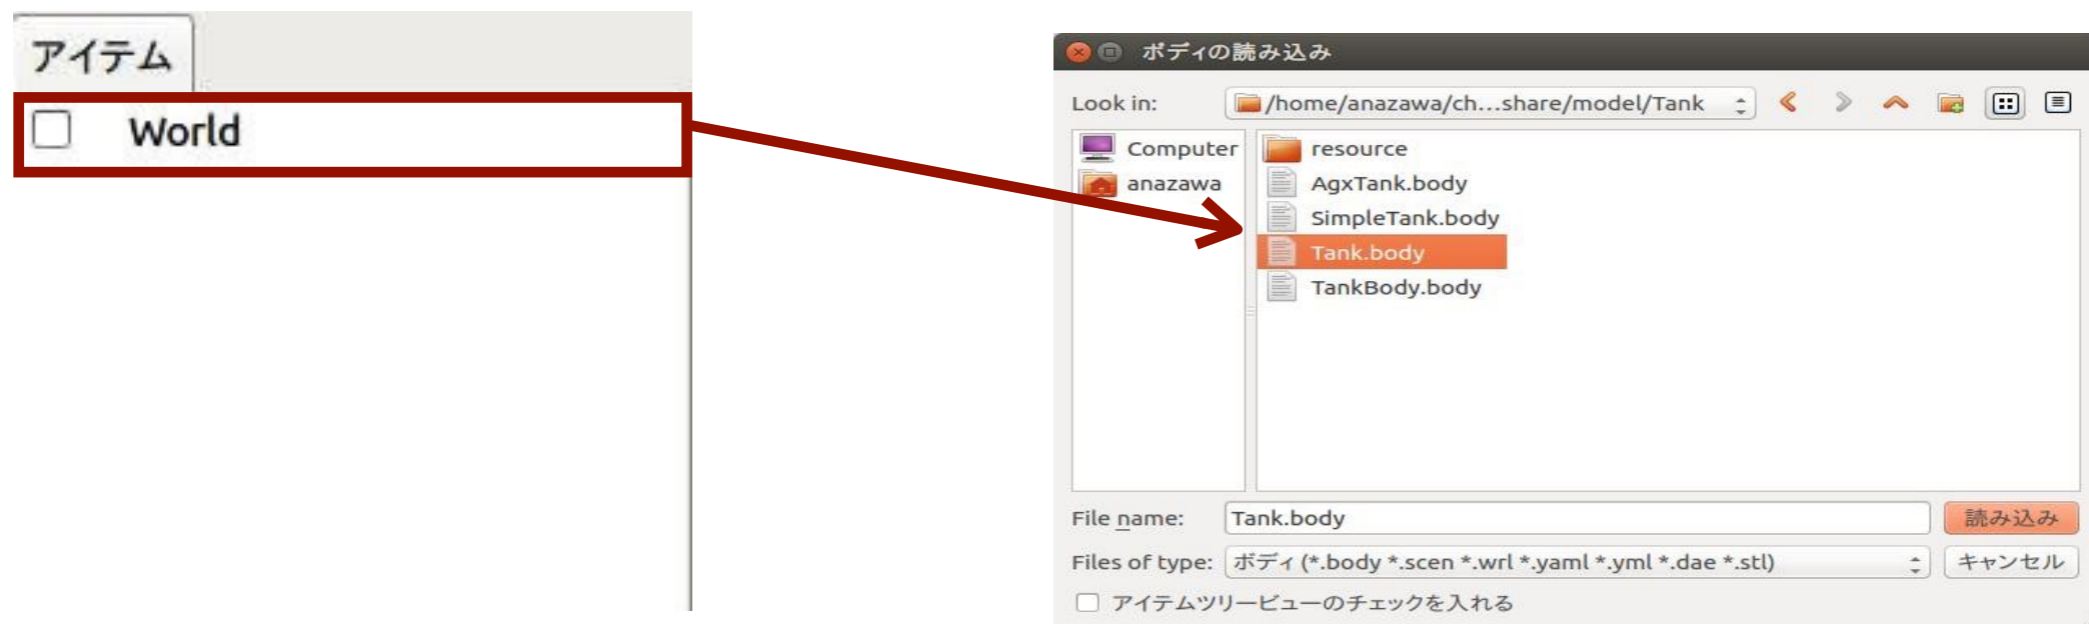 アイテム
World
ボディの読み込み
Look in: /home/anazawa/ch...share/model/Tank
Computer
anazawa
resource
AgxTank.body
SimpleTank.body
Tank.body
TankBody.body
File name: Tank.body 読み込み
Files of type: ボディ (*.body *.scen *.wrl *.yaml *.yml *.dae *.stl) キャンセル
アイテムツリービューのチェックを入れる